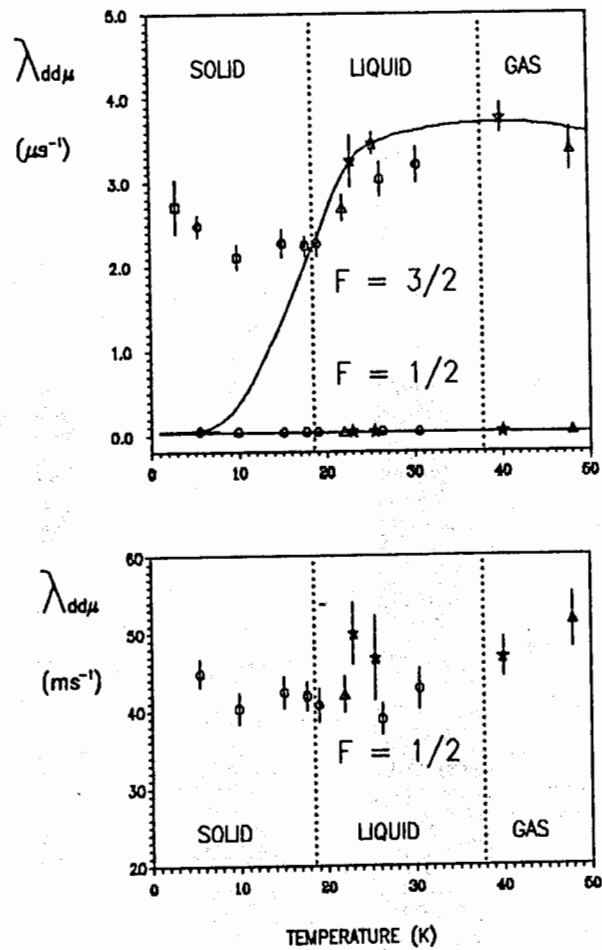 5.0
λddμ
SOLID LIQUID GAS
4.0
(μs⁻¹)
3.0
2.0
F = 3/2
1.0
F = 1/2
0.0
0 10 20 30 40 50
60
λddμ
50
(ms⁻¹)
40
F = 1/2
30
SOLID LIQUID GAS
20
0 10 20 30 40 50
TEMPERATURE (K)